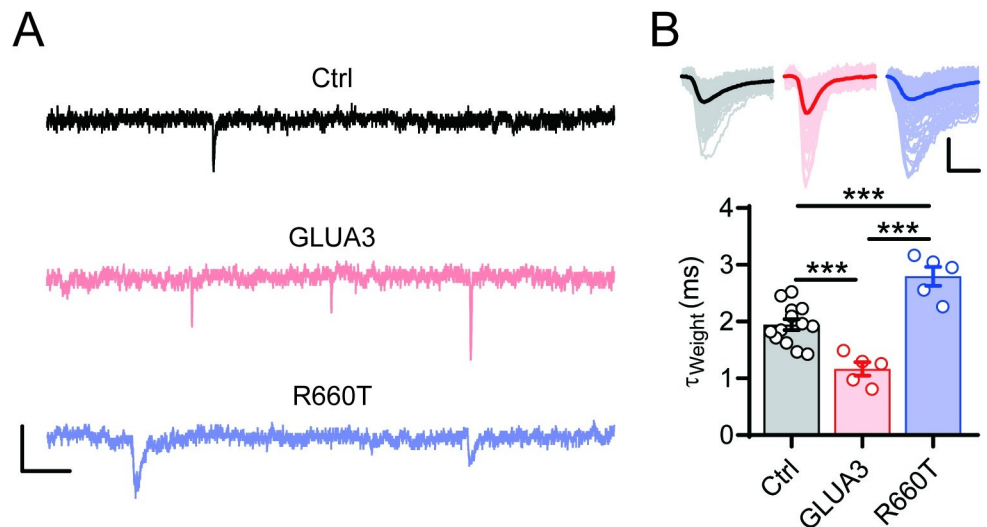 A
Ctrl
GLUA3
R660T
B
***
***
***
4
3
2
1
0
τWeight (ms)
Ctrl
GLUA3
R660T